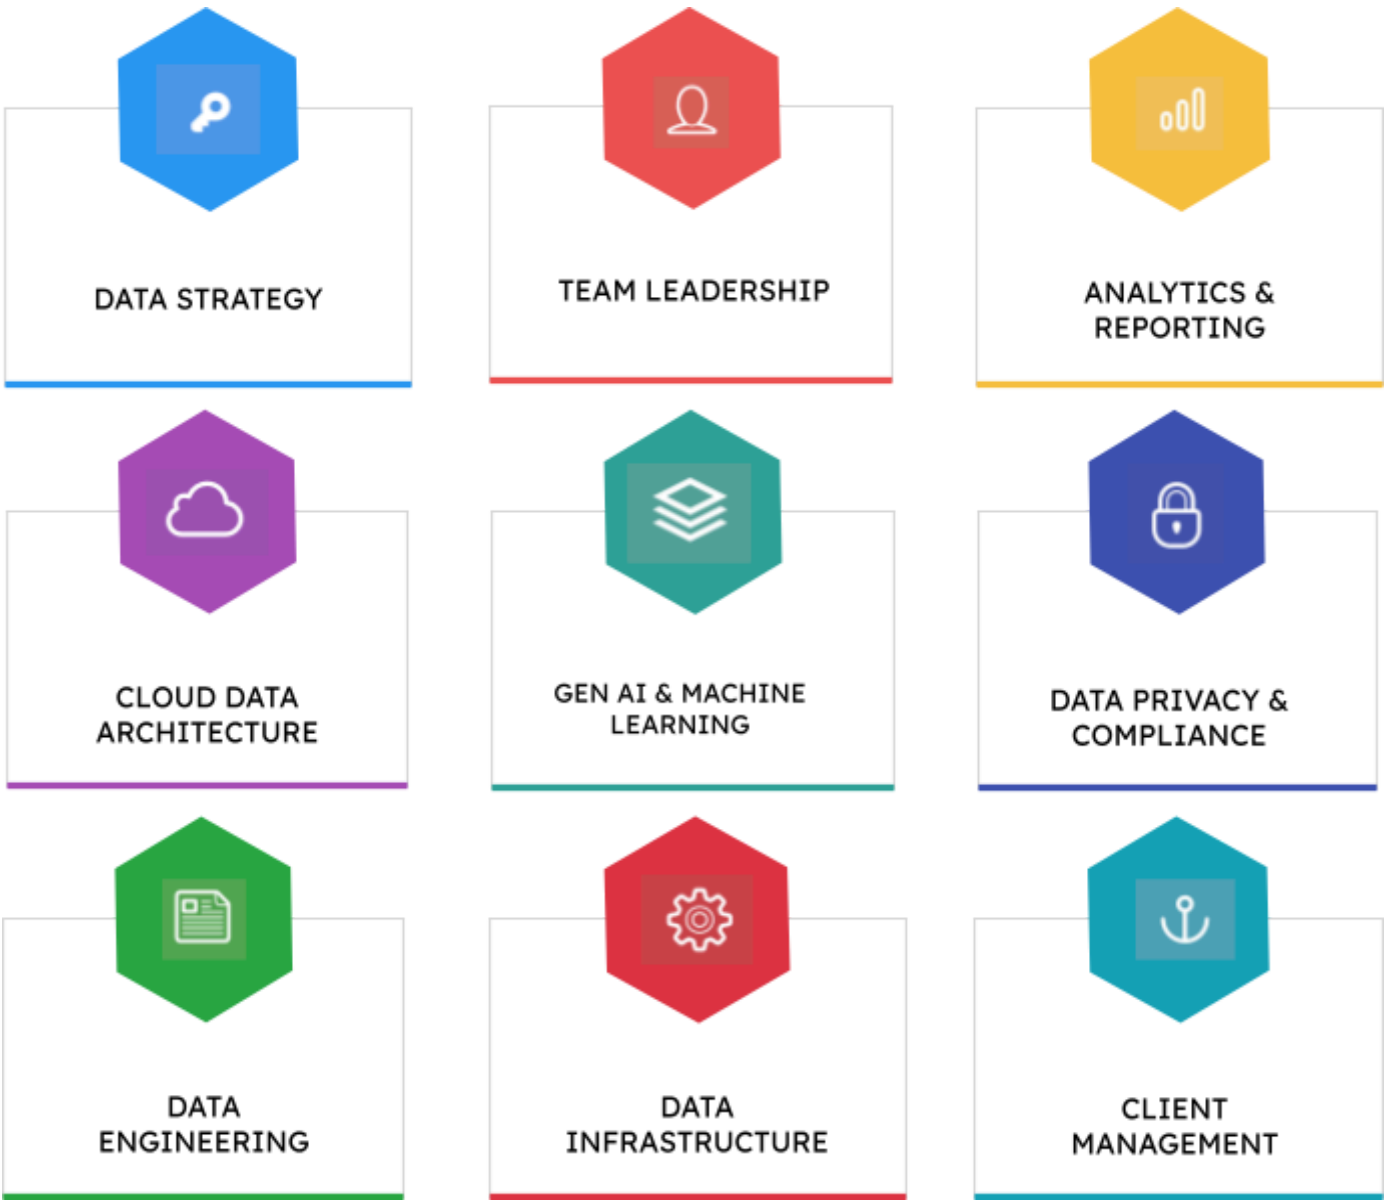 DATA STRATEGY
TEAM LEADERSHIP
ANALYTICS &
REPORTING
CLOUD DATA
ARCHITECTURE
GEN AI & MACHINE
LEARNING
DATA PRIVACY &
COMPLIANCE
DATA
ENGINEERING
DATA
INFRASTRUCTURE
CLIENT
MANAGEMENT